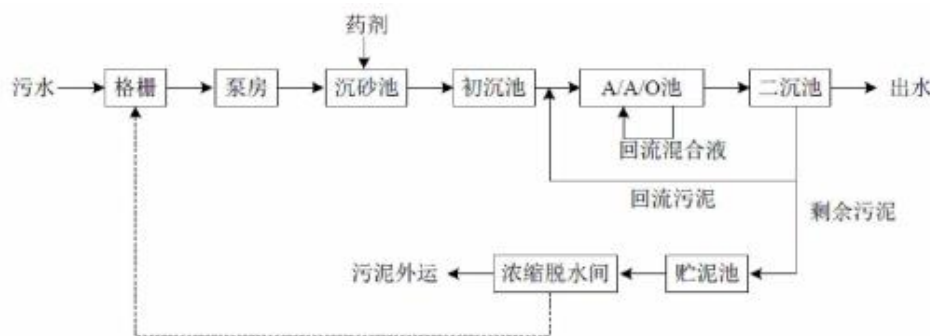 药剂
污水
格栅
泵房
沉砂池
初沉池
A/A/O池
二沉池
出水
回流混合液
回流污泥
剩余污泥
污泥外运
浓缩脱水间
贮泥池